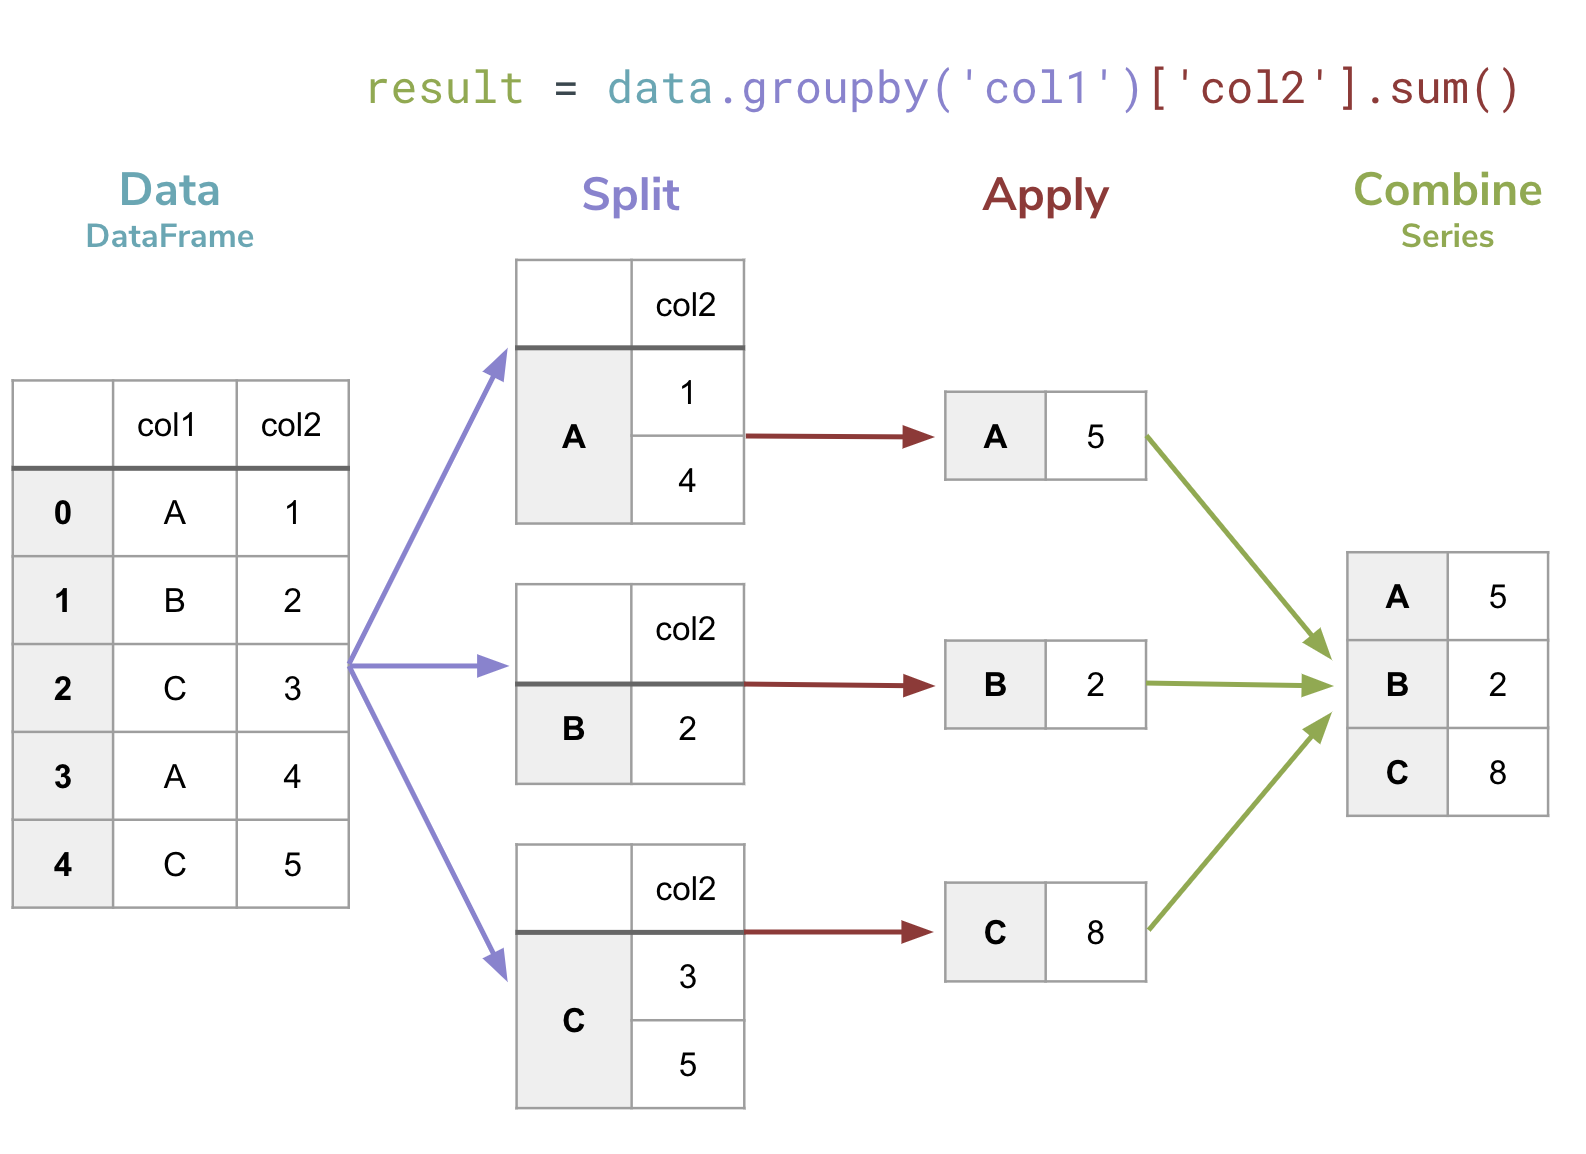 result = data.groupby('col1')['col2'].sum()
Data
DataFrame
Split
Apply
Combine
Series
col1 col2
0 A 1
1 B 2
2 C 3
3 A 4
4 C 5
col2
A
1
4
col2
B 2
col2
C
3
5
A 5
B 2
C 8
A 5
B 2
C 8